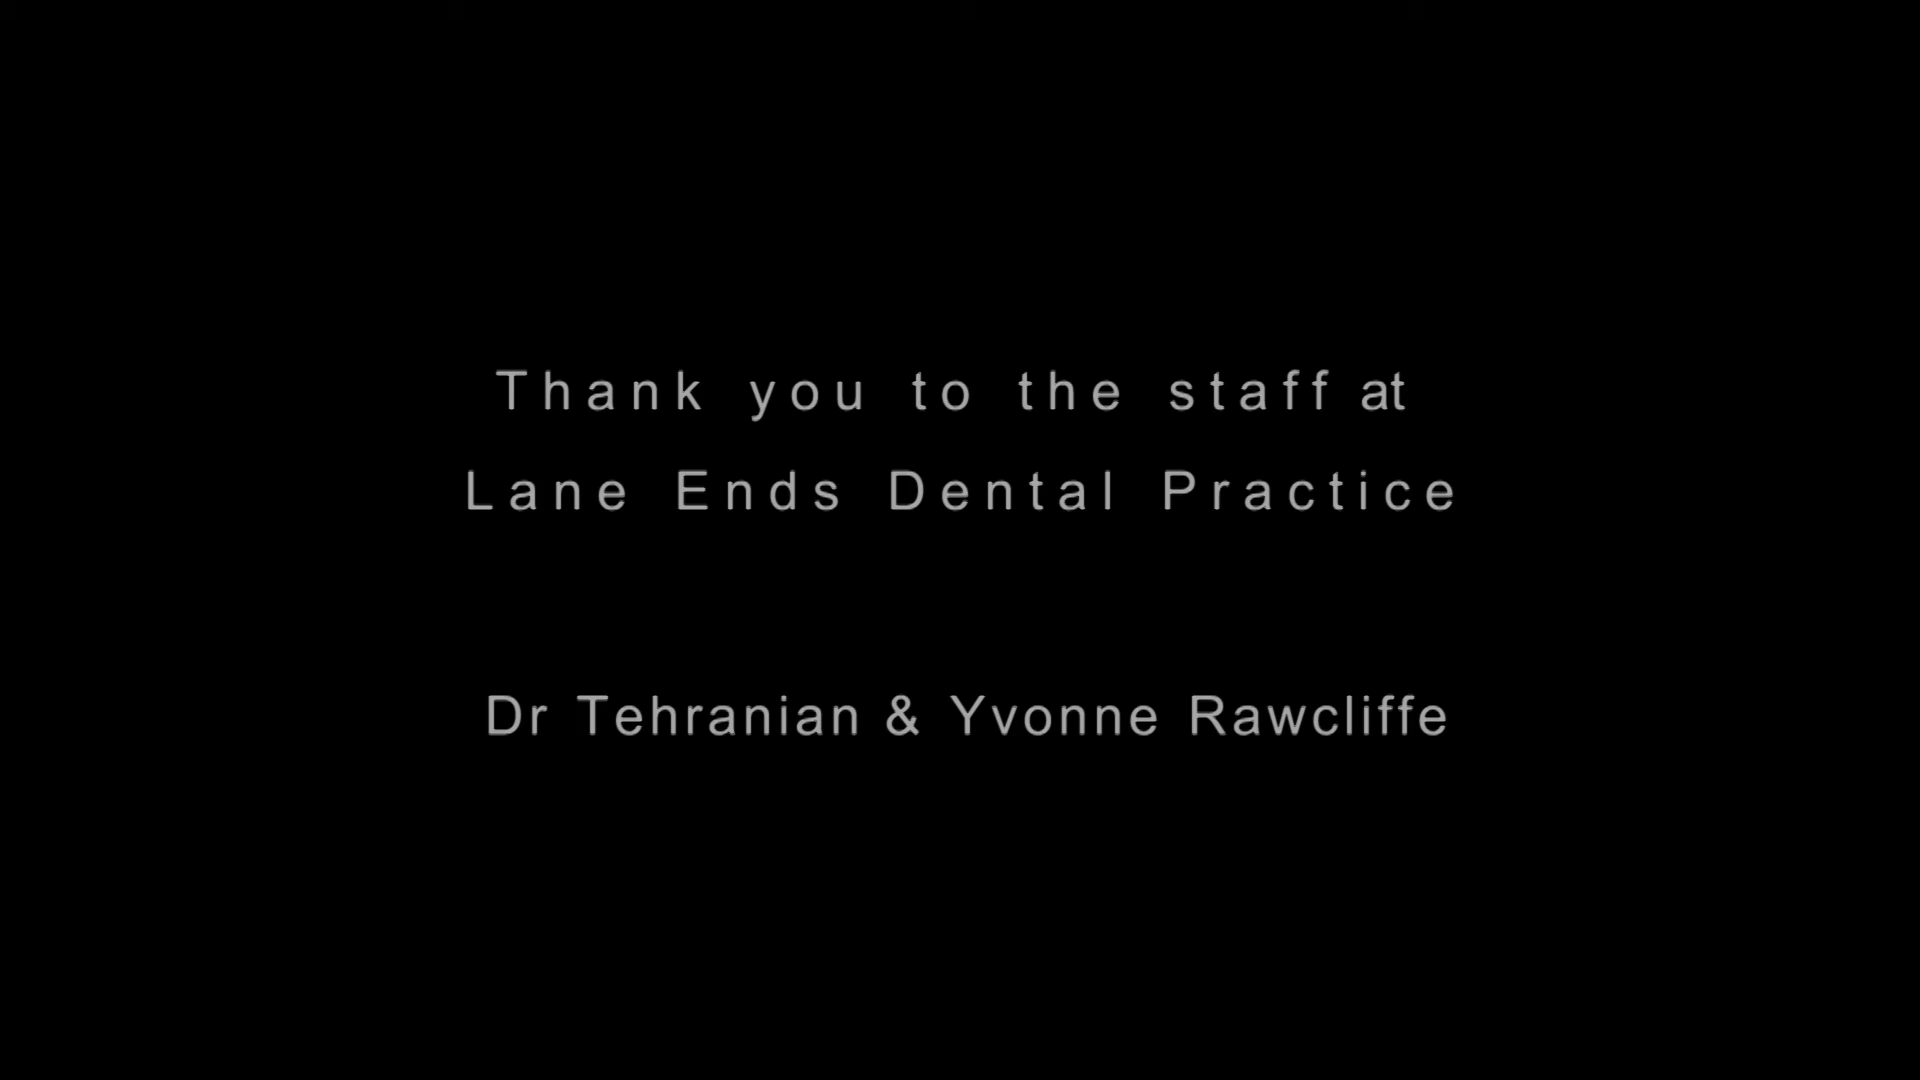 Thank you to the staff at
Lane Ends Dental Practice
Dr Tehranian & Yvonne Rawcliffe